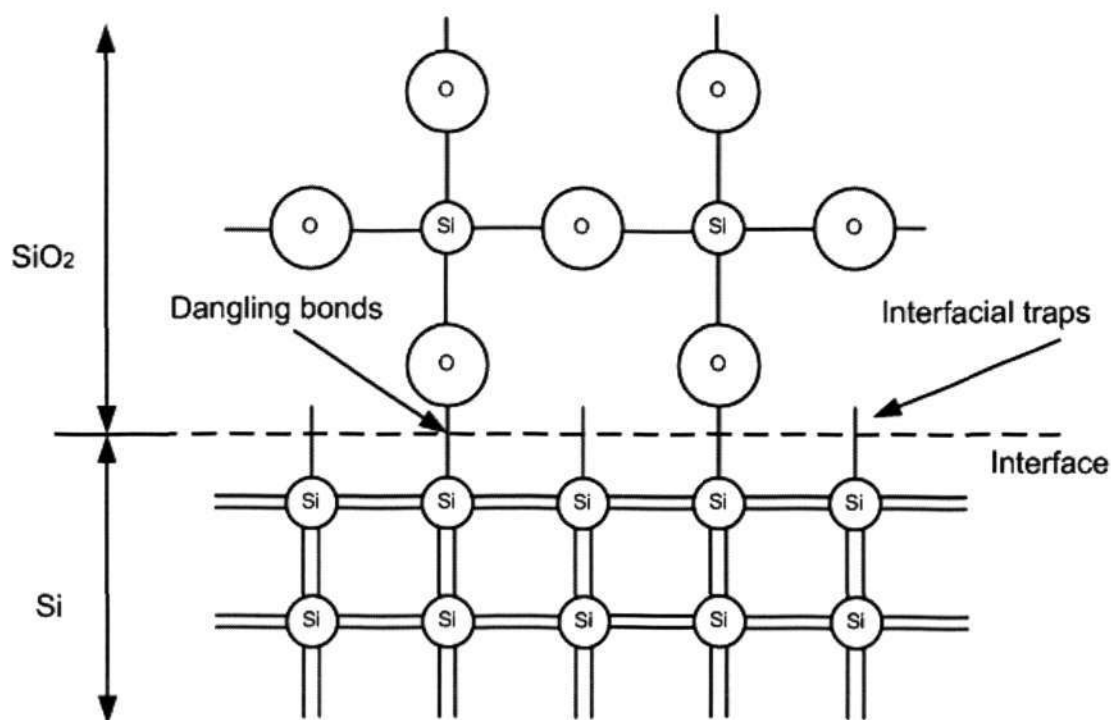 O O
O Si O Si O
SiO₂
Dangling bonds Interfacial traps
O O
Interface
Si Si Si Si Si
Si
Si Si Si Si Si